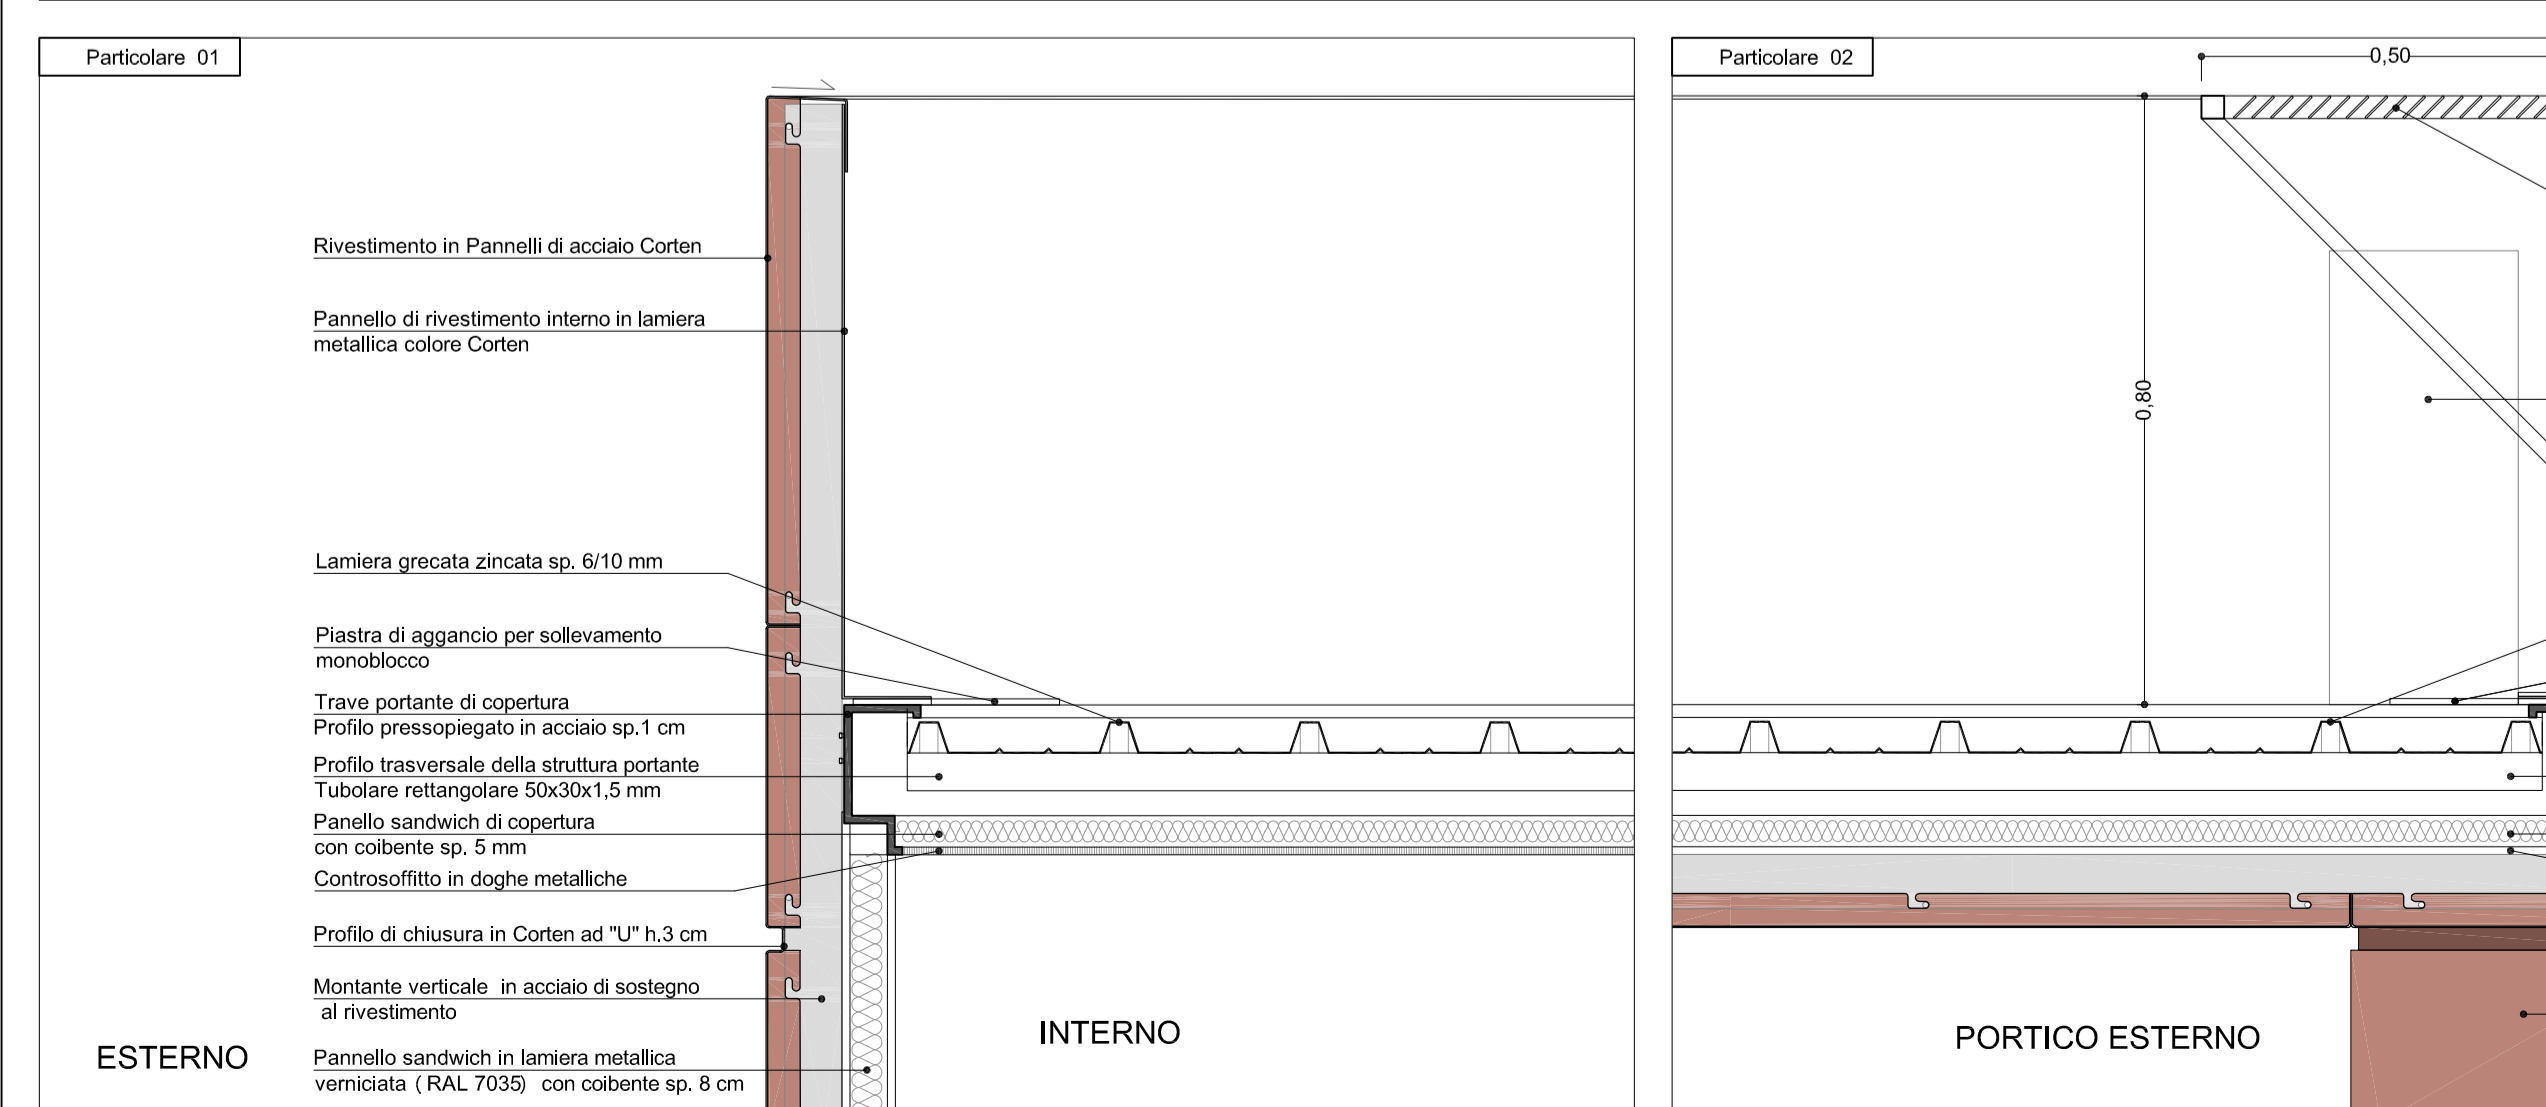 Particolare 01
Rivestimento in Pannelli di acciaio Corten
Pannello di rivestimento interno in lamiera
metallica colore Corten
Lamiera grecata zincata sp. 6/10 mm
Piastra di aggancio per sollevamento
monoblocco
Trave portante di copertura
Profilo pressopiegato in acciaio sp.1 cm
Profilo trasversale della struttura portante
Tubolare rettangolare 50x30x1,5 mm
Panello sandwich di copertura
con coibente sp. 5 mm
Controsoffitto in doghe metalliche
Profilo di chiusura in Corten ad "U" h.3 cm
Montante verticale in acciaio di sostegno
al rivestimento
Pannello sandwich in lamiera metallica
verniciata ( RAL 7035) con coibente sp. 8 cm
ESTERNO
INTERNO
Particolare 02
0,50
0,80
PORTICO ESTERNO